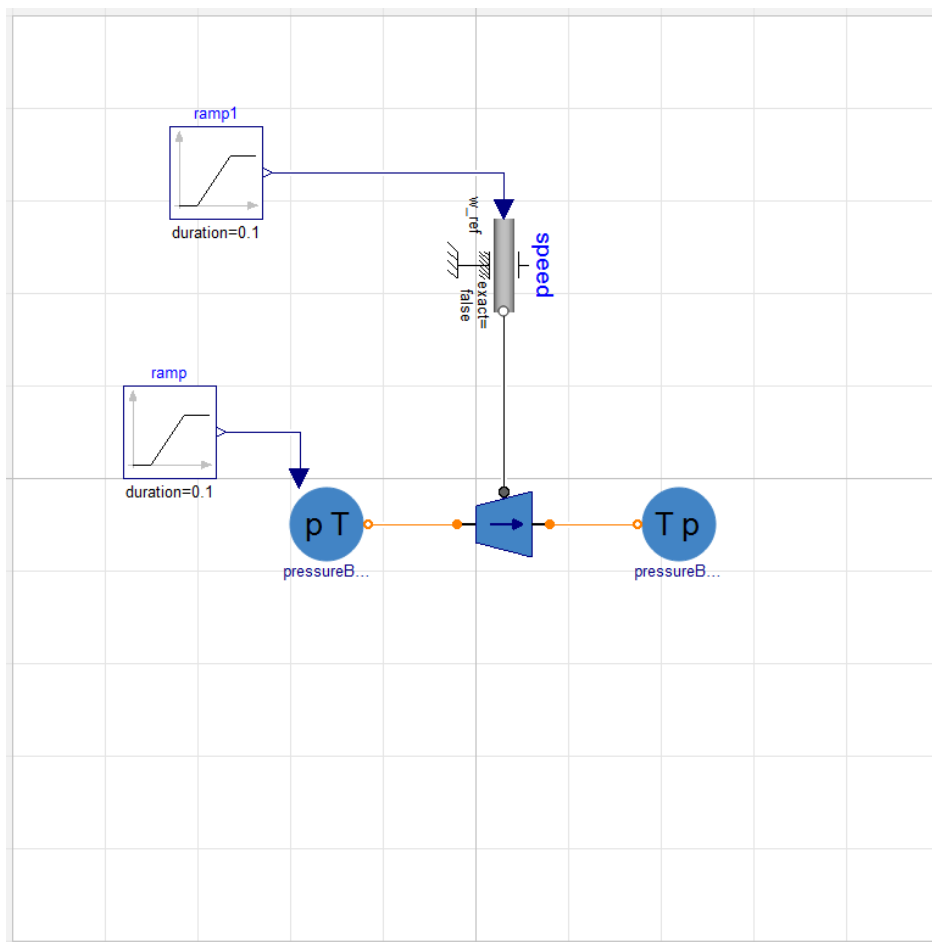 ramp1
duration=0.1
w_ref
speed
exact=
false
ramp
duration=0.1
p T
T p
pressureB...
pressureB...